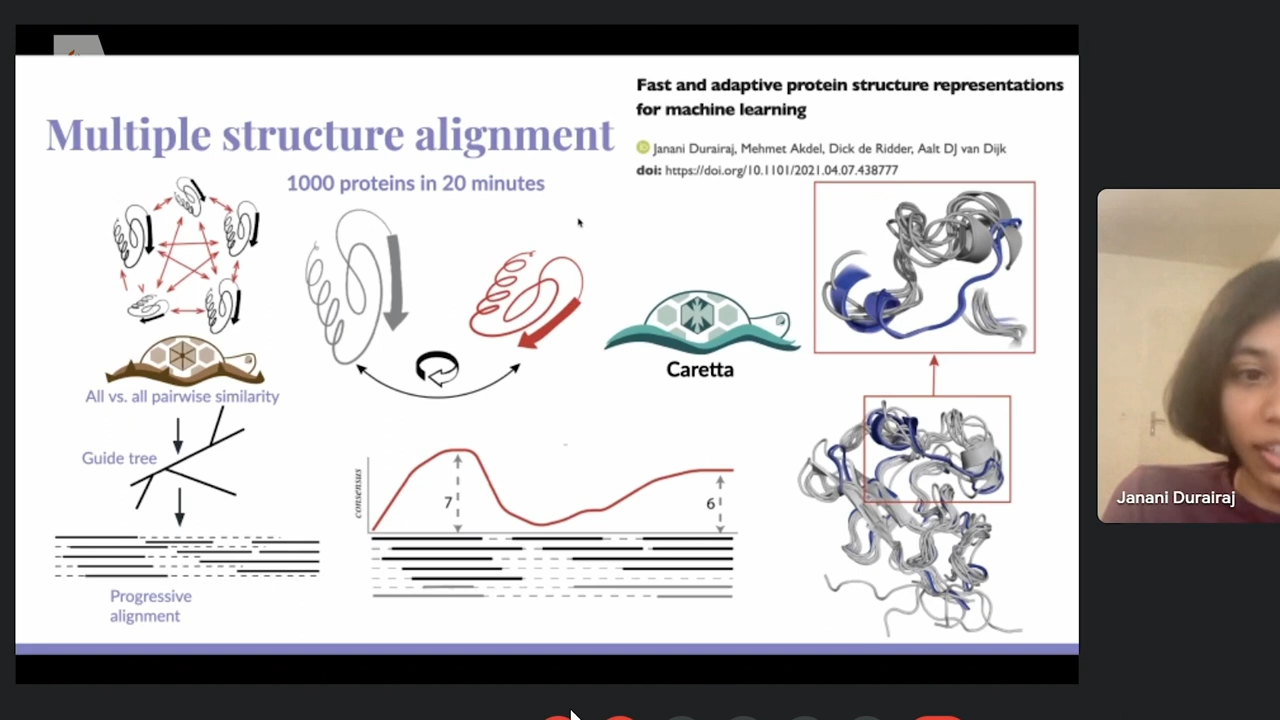 Fast and adaptive protein structure representations
for machine learning
Multiple structure alignment
Janani Durairaj, Mehmet Akdel, Dick de Ridder, Aalt DJ van Dijk
doi: https://doi.org/10.1101/2021.04.07.438777
1000 proteins in 20 minutes
Caretta
All vs. all pairwise similarity
Guide tree
consensus
7
6
Progressive
alignment
Janani Durairaj